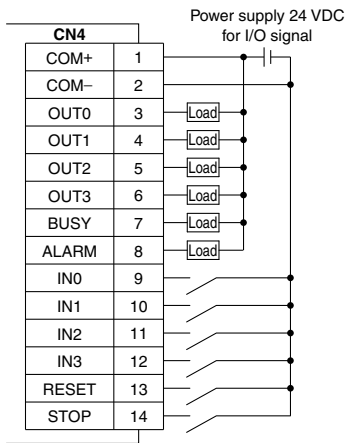 Power supply 24 VDC
for I/O signal
CN4
COM+ 1
COM− 2
OUT0 3 Load
OUT1 4 Load
OUT2 5 Load
OUT3 6 Load
BUSY 7 Load
ALARM 8 Load
IN0 9
IN1 10
IN2 11
IN3 12
RESET 13
STOP 14